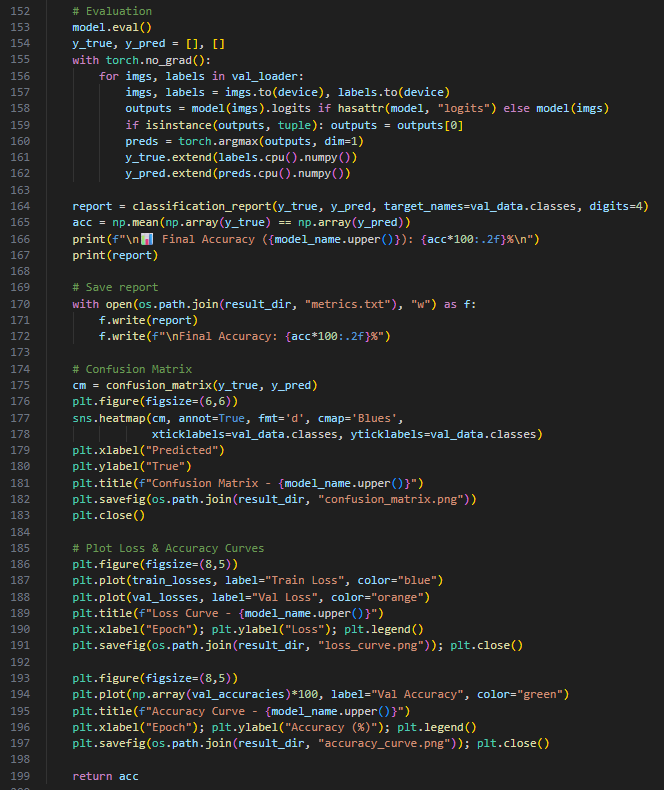 152 # Evaluation
153 model.eval()
154 y_true, y_pred = [], []
155 with torch.no_grad():
156     for imgs, labels in val_loader:
157         imgs, labels = imgs.to(device), labels.to(device)
158         outputs = model(imgs).logits if hasattr(model, "logits") else model(imgs)
159         if isinstance(outputs, tuple): outputs = outputs[0]
160         preds = torch.argmax(outputs, dim=1)
161         y_true.extend(labels.cpu().numpy())
162         y_pred.extend(preds.cpu().numpy())
163
164 report = classification_report(y_true, y_pred, target_names=val_data.classes, digits=4)
165 acc = np.mean(np.array(y_true) == np.array(y_pred))
166 print(f"\n📊 Final Accuracy ({model_name.upper()}): {acc*100:.2f}%\n")
167 print(report)
168
169 # Save report
170 with open(os.path.join(result_dir, "metrics.txt"), "w") as f:
171     f.write(report)
172     f.write(f"\nFinal Accuracy: {acc*100:.2f}%")
173
174 # Confusion Matrix
175 cm = confusion_matrix(y_true, y_pred)
176 plt.figure(figsize=(6,6))
177 sns.heatmap(cm, annot=True, fmt='d', cmap='Blues',
178             xticklabels=val_data.classes, yticklabels=val_data.classes)
179 plt.xlabel("Predicted")
180 plt.ylabel("True")
181 plt.title(f"Confusion Matrix - {model_name.upper()}")
182 plt.savefig(os.path.join(result_dir, "confusion_matrix.png"))
183 plt.close()
184
185 # Plot Loss & Accuracy Curves
186 plt.figure(figsize=(8,5))
187 plt.plot(train_losses, label="Train Loss", color="blue")
188 plt.plot(val_losses, label="Val Loss", color="orange")
189 plt.title(f"Loss Curve - {model_name.upper()}")
190 plt.xlabel("Epoch"); plt.ylabel("Loss"); plt.legend()
191 plt.savefig(os.path.join(result_dir, "loss_curve.png")); plt.close()
192
193 plt.figure(figsize=(8,5))
194 plt.plot(np.array(val_accuracies)*100, label="Val Accuracy", color="green")
195 plt.title(f"Accuracy Curve - {model_name.upper()}")
196 plt.xlabel("Epoch"); plt.ylabel("Accuracy (%)"); plt.legend()
197 plt.savefig(os.path.join(result_dir, "accuracy_curve.png")); plt.close()
198
199 return acc